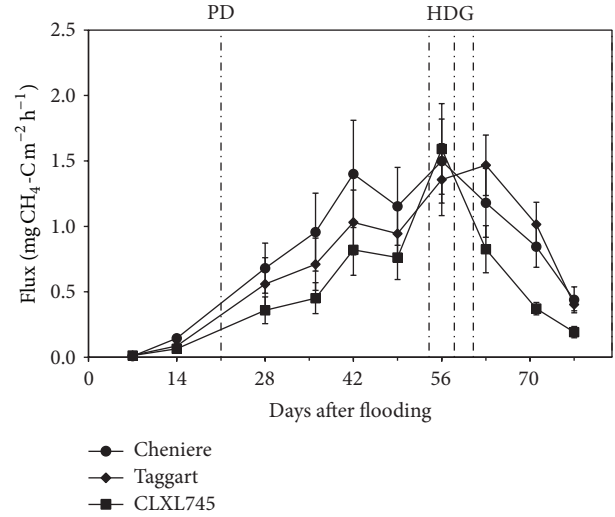 PD HDG
2.5
2.0
1.5
1.0
0.5
0.0
Flux (mg CH₄-C m⁻² h⁻¹)
0 14 28 42 56 70
Days after flooding
Cheniere
Taggart
CLXL745